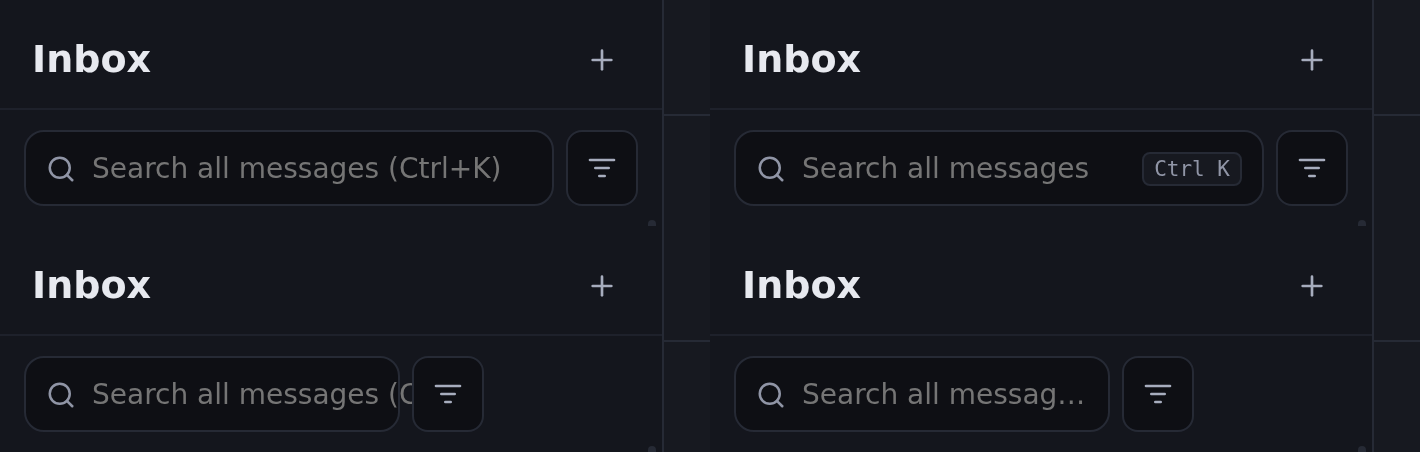 Inbox
Search all messages (Ctrl+K)
Inbox
Search all messages Ctrl K
Inbox
Search all messages (C
Inbox
Search all messag...